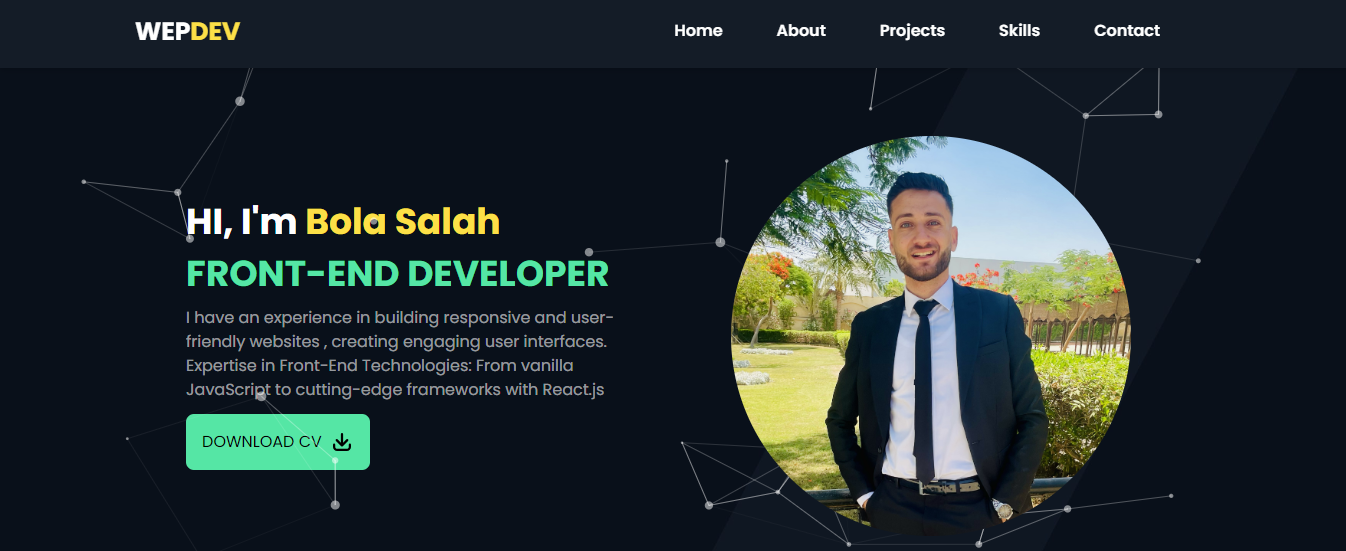 WEPDEV
Home
About
Projects
Skills
Contact
HI, I'm Bola Salah
FRONT-END DEVELOPER
I have an experience in building responsive and user-
friendly websites , creating engaging user interfaces.
Expertise in Front-End Technologies: From vanilla
JavaScript to cutting-edge frameworks with React.js
DOWNLOAD CV